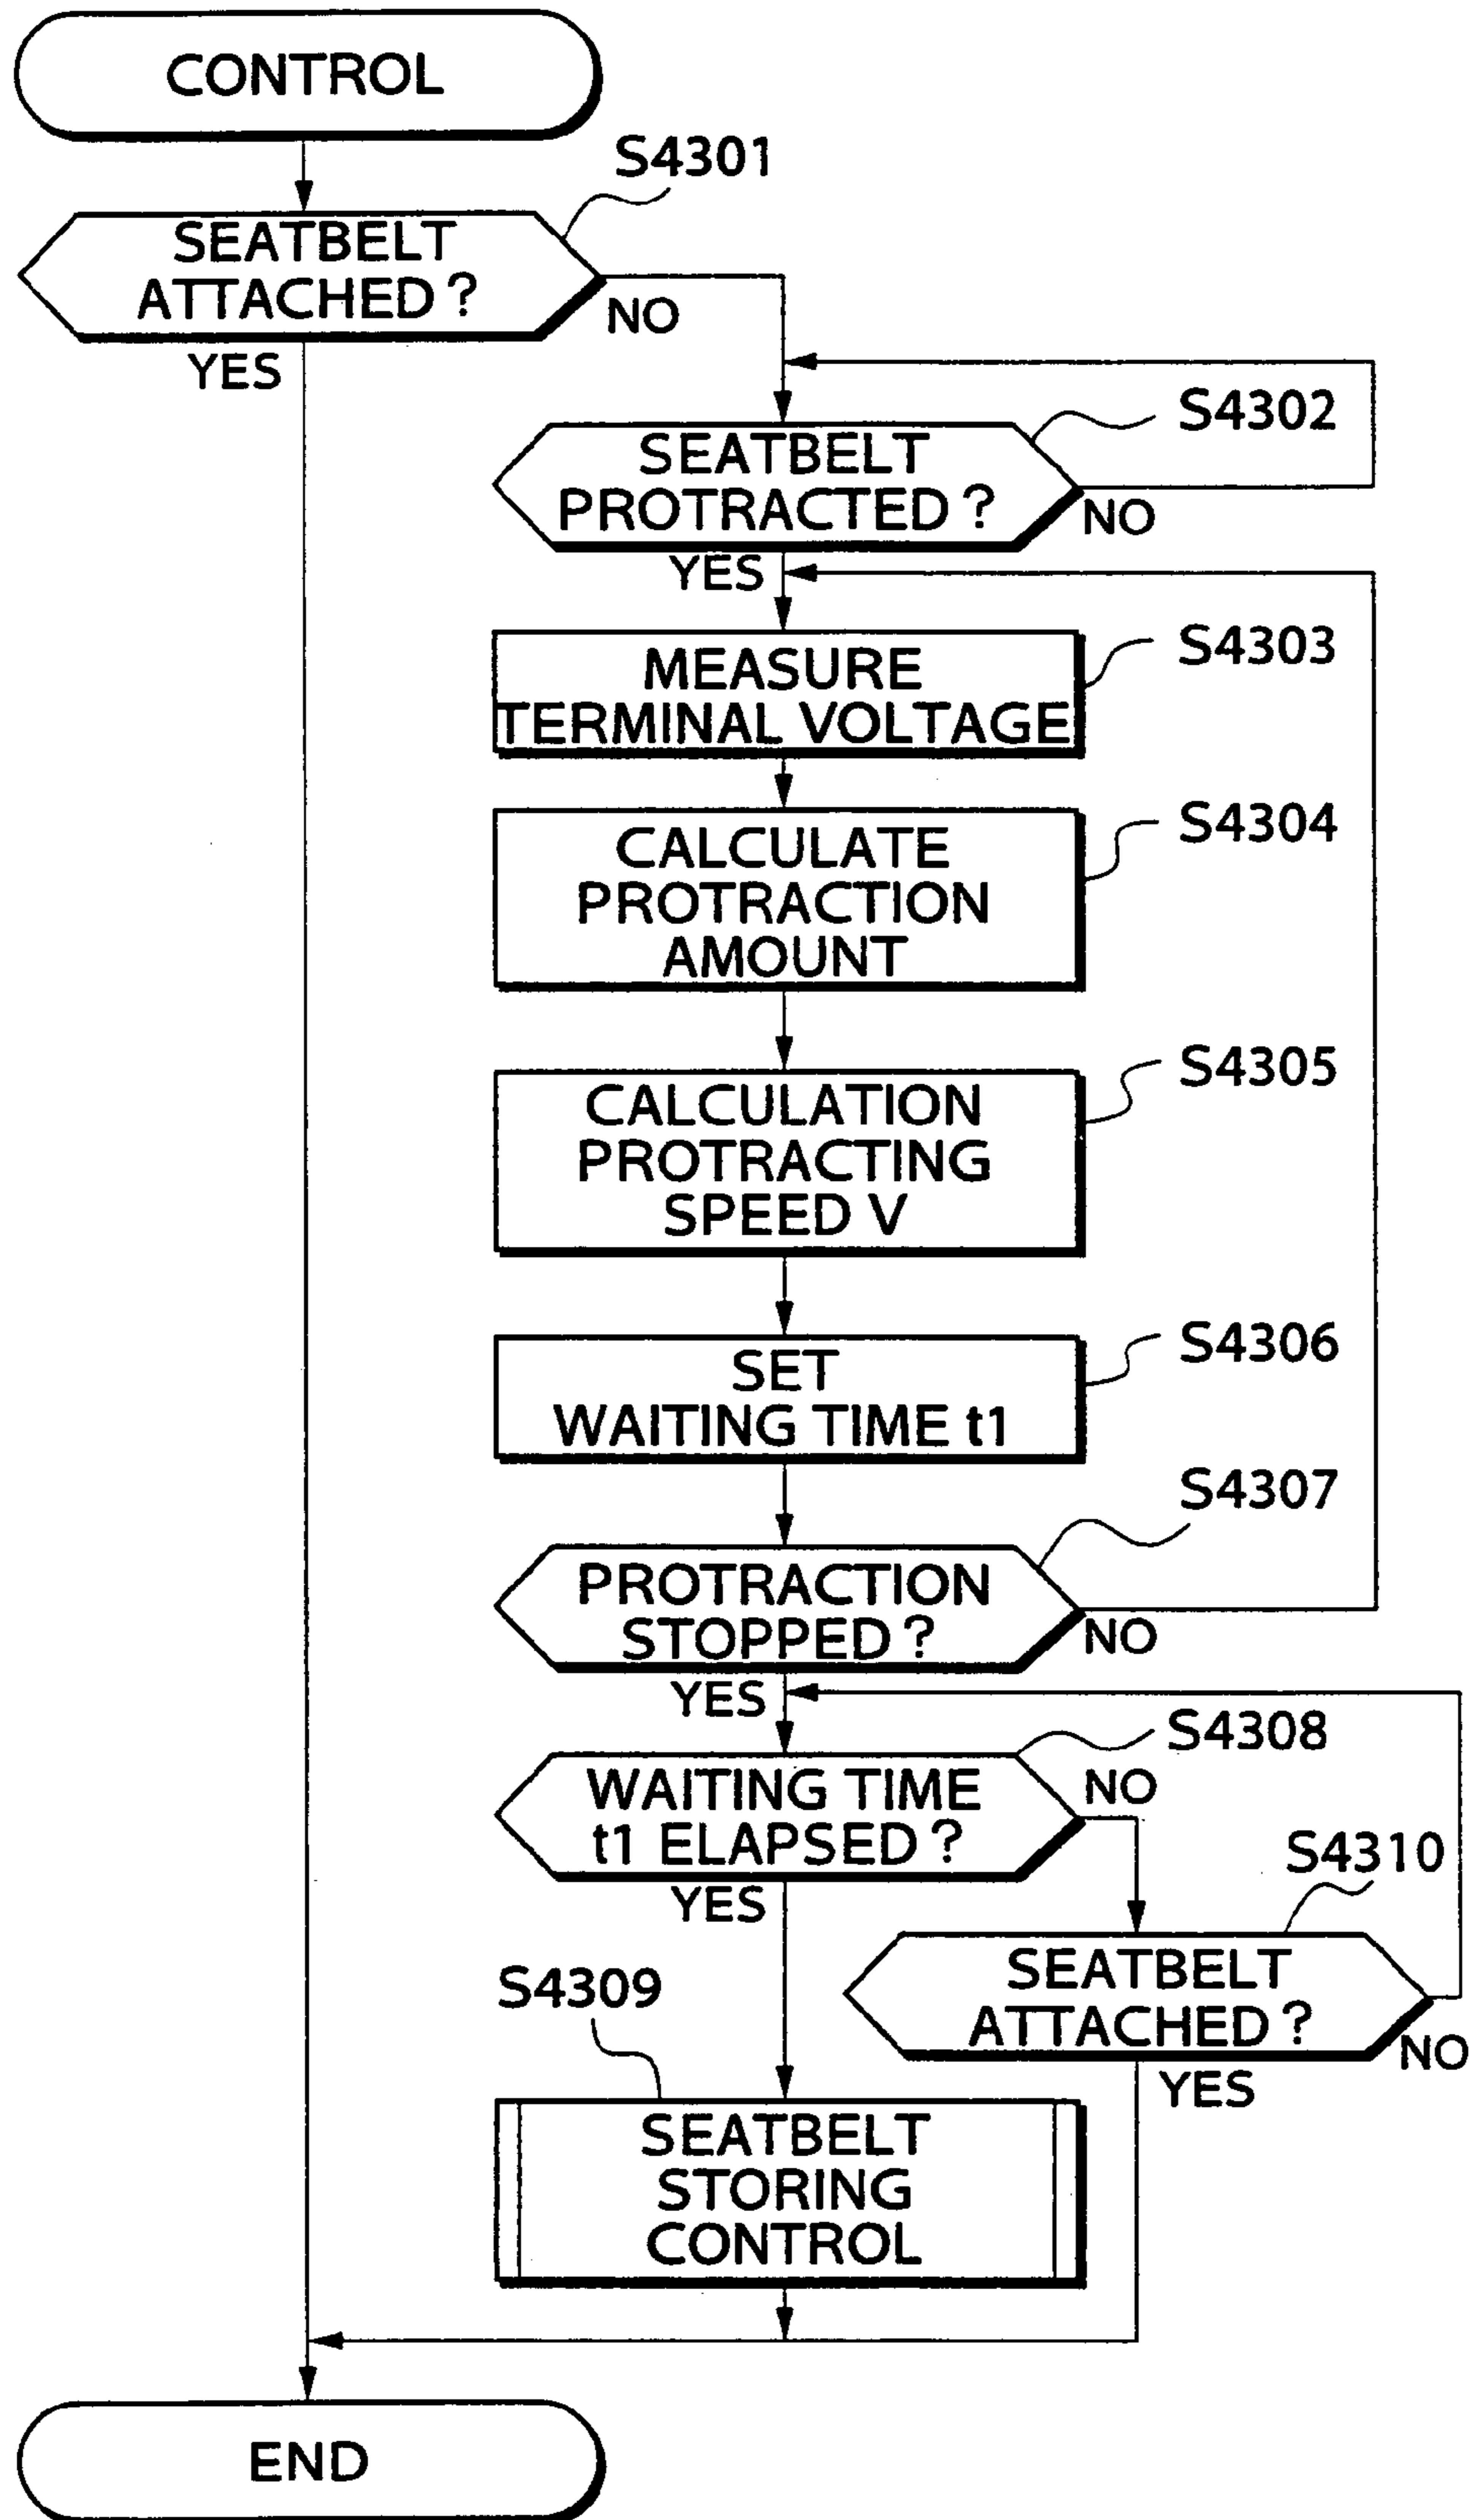 CONTROL
S4301
SEATBELT
ATTACHED ?
NO
YES
S4302
SEATBELT
PROTRACTED ?
NO
YES
S4303
MEASURE
TERMINAL VOLTAGE
S4304
CALCULATE
PROTRACTION
AMOUNT
S4305
CALCULATION
PROTRACTING
SPEED V
S4306
SET
WAITING TIME t1
S4307
PROTRACTION
STOPPED ?
NO
YES
S4308
WAITING TIME
t1 ELAPSED ?
NO
YES
S4310
SEATBELT
ATTACHED ?
NO
YES
S4309
SEATBELT
STORING
CONTROL
END